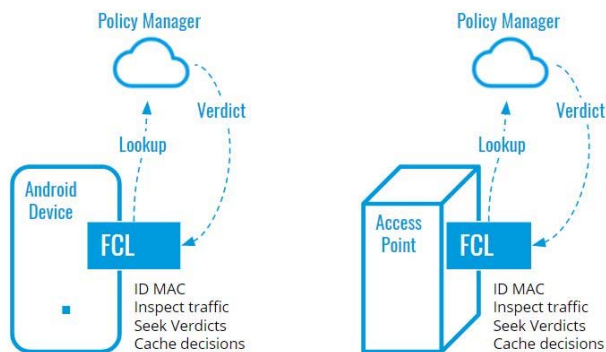 Policy Manager
Verdict
Lookup
Android
Device
FCL
ID MAC
Inspect traffic
Seek Verdicts
Cache decisions
Policy Manager
Verdict
Lookup
Access
Point
FCL
ID MAC
Inspect traffic
Seek Verdicts
Cache decisions